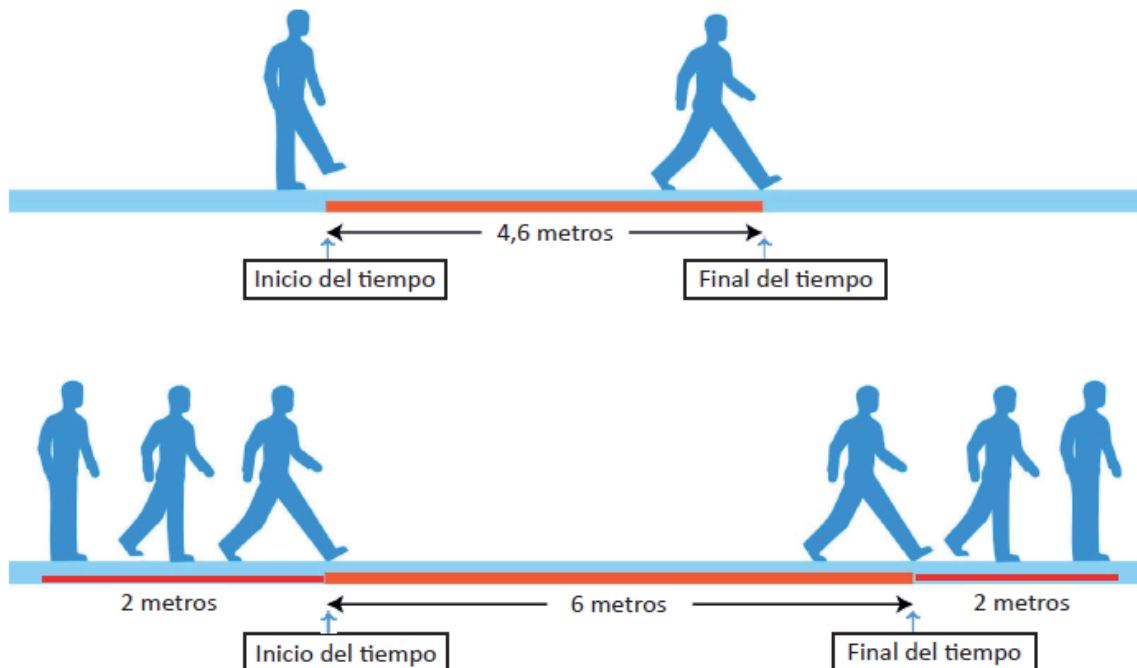 4,6 metros
Inicio del tiempo
Final del tiempo
2 metros
6 metros
2 metros
Inicio del tiempo
Final del tiempo